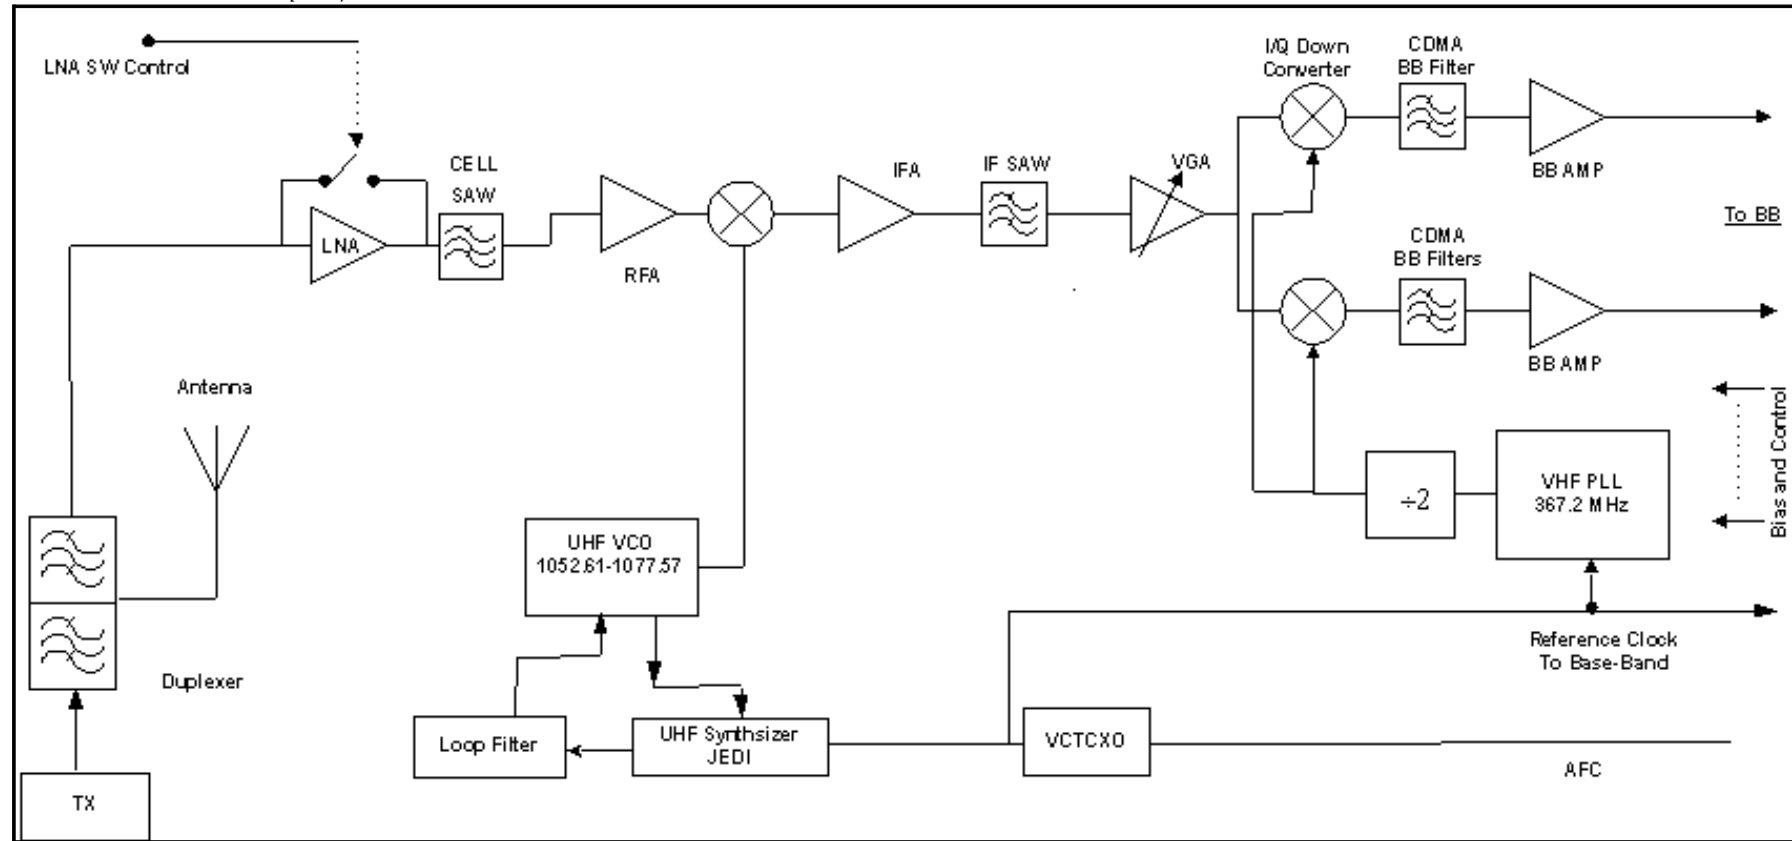 LNA SW Control
I/Q Down
Converter
CDMA
BB Filter
CELL
SAW
IFA
IF SAW
VGA
BB AMP
LNA
RFA
To BB
CDMA
BB Filters
BB AMP
Antenna
Bias and Control
÷2
VHF PLL
367.2 MHz
UHF VCO
1052.61-1077.57
Duplexer
Reference Clock
To Base-Band
Loop Filter
UHF Synthsizer
JEDI
VCTCXO
AFC
TX